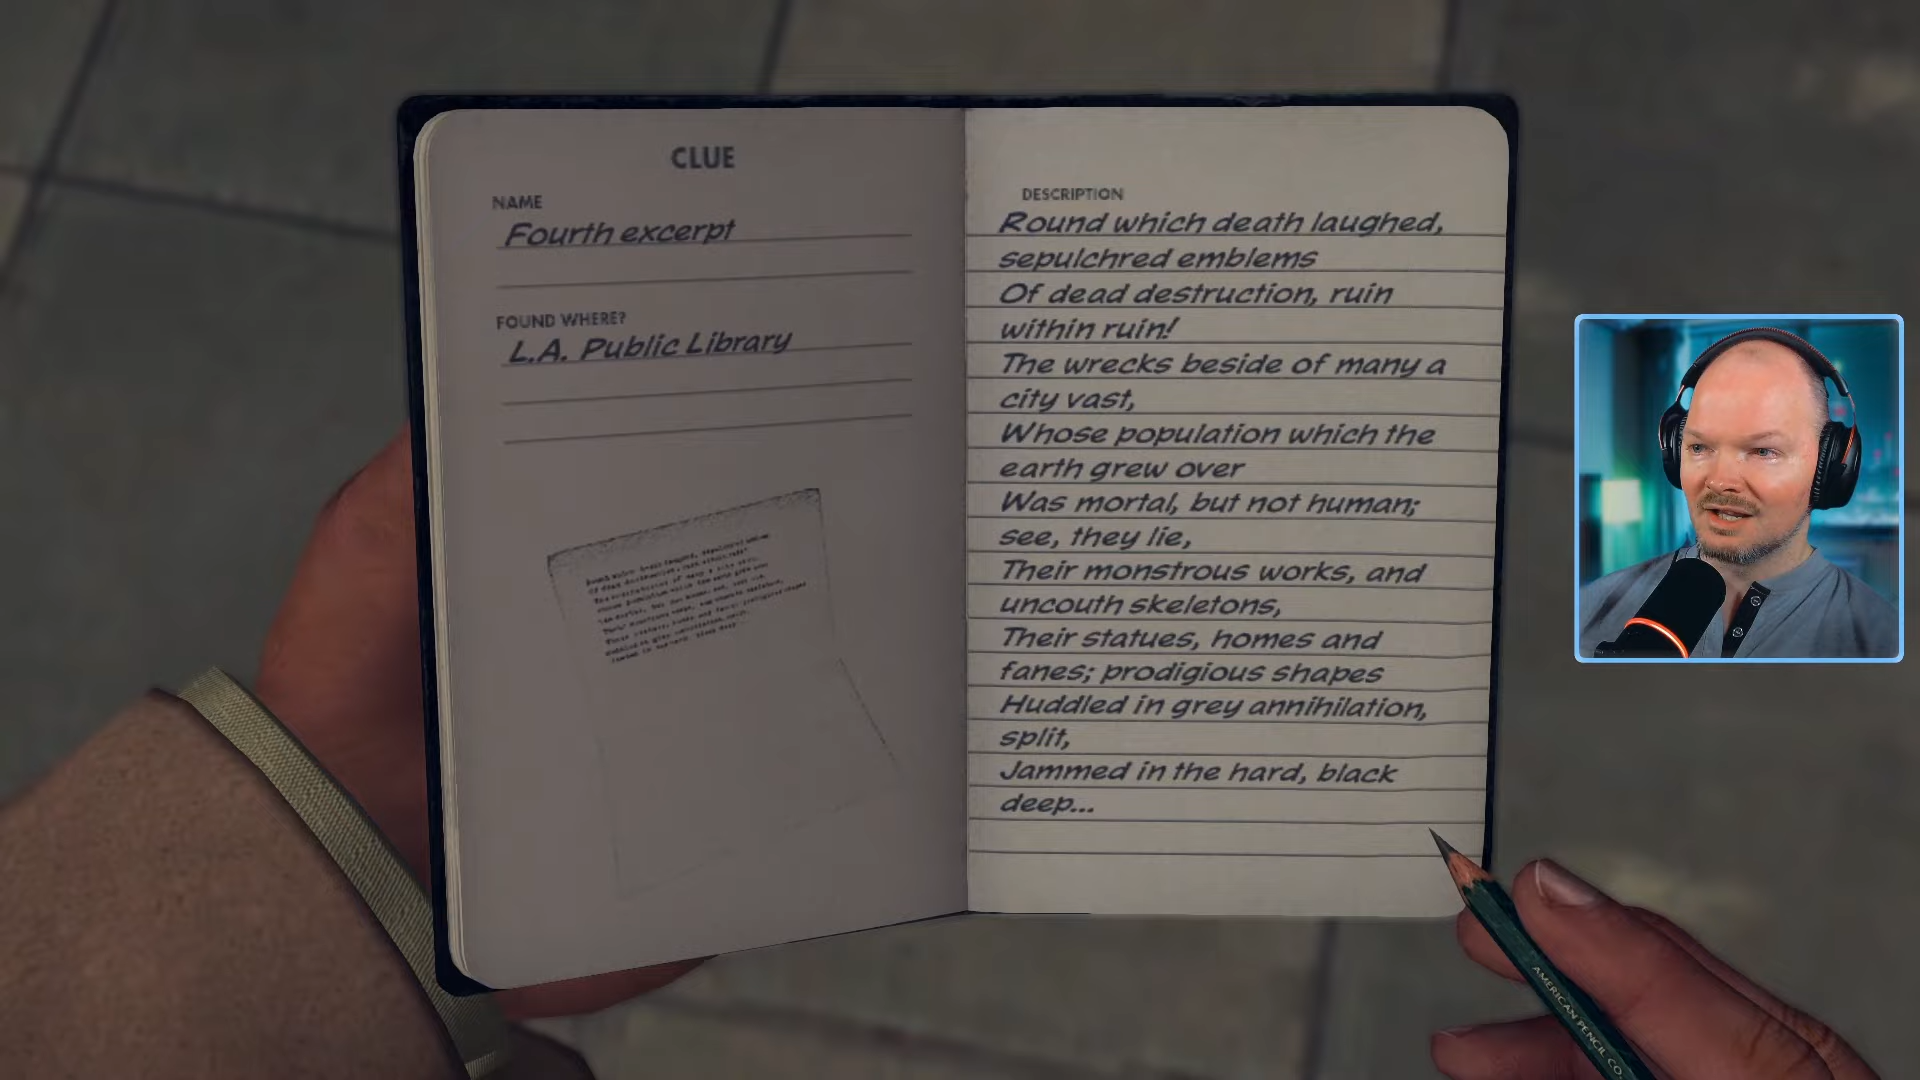 CLUE
NAME
Fourth excerpt
FOUND WHERE?
L.A. Public Library
DESCRIPTION
Round which death laughed,
sepulchred emblems
Of dead destruction, ruin
within ruin!
The wrecks beside of many a
city vast,
Whose population which the
earth grew over
Was mortal, but not human;
see, they lie,
Their monstrous works, and
uncouth skeletons,
Their statues, homes and
fanes; prodigious shapes
Huddled in grey annihilation,
split,
Jammed in the hard, black
deep...
AMERICAN PENCIL CO.